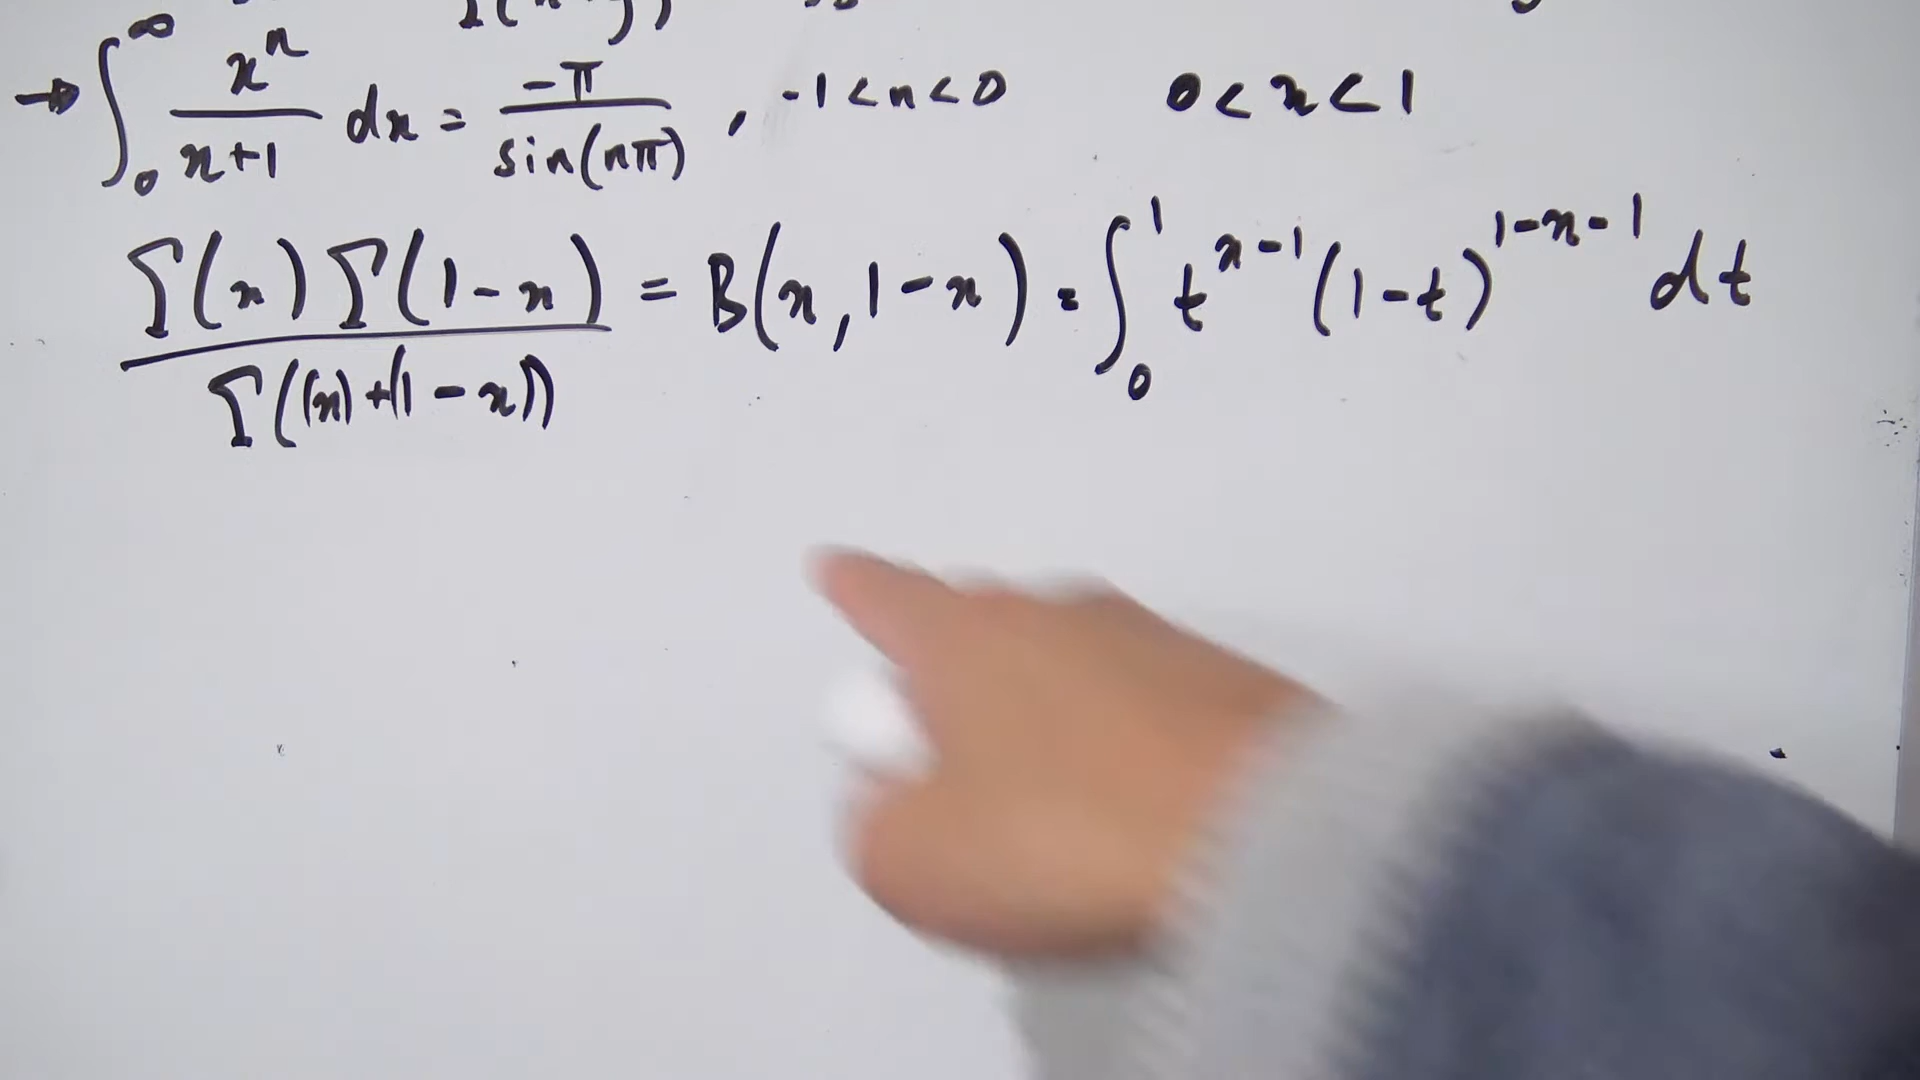 → ∫₀^∞ xⁿ/(x+1) dx = -π/sin(nπ) , -1<n<0 0<x<1
Γ(x)Γ(1-x)/Γ((x)+(1-x)) = B(x,1-x) = ∫₀¹ t^(x-1) (1-t)^(1-x-1) dt